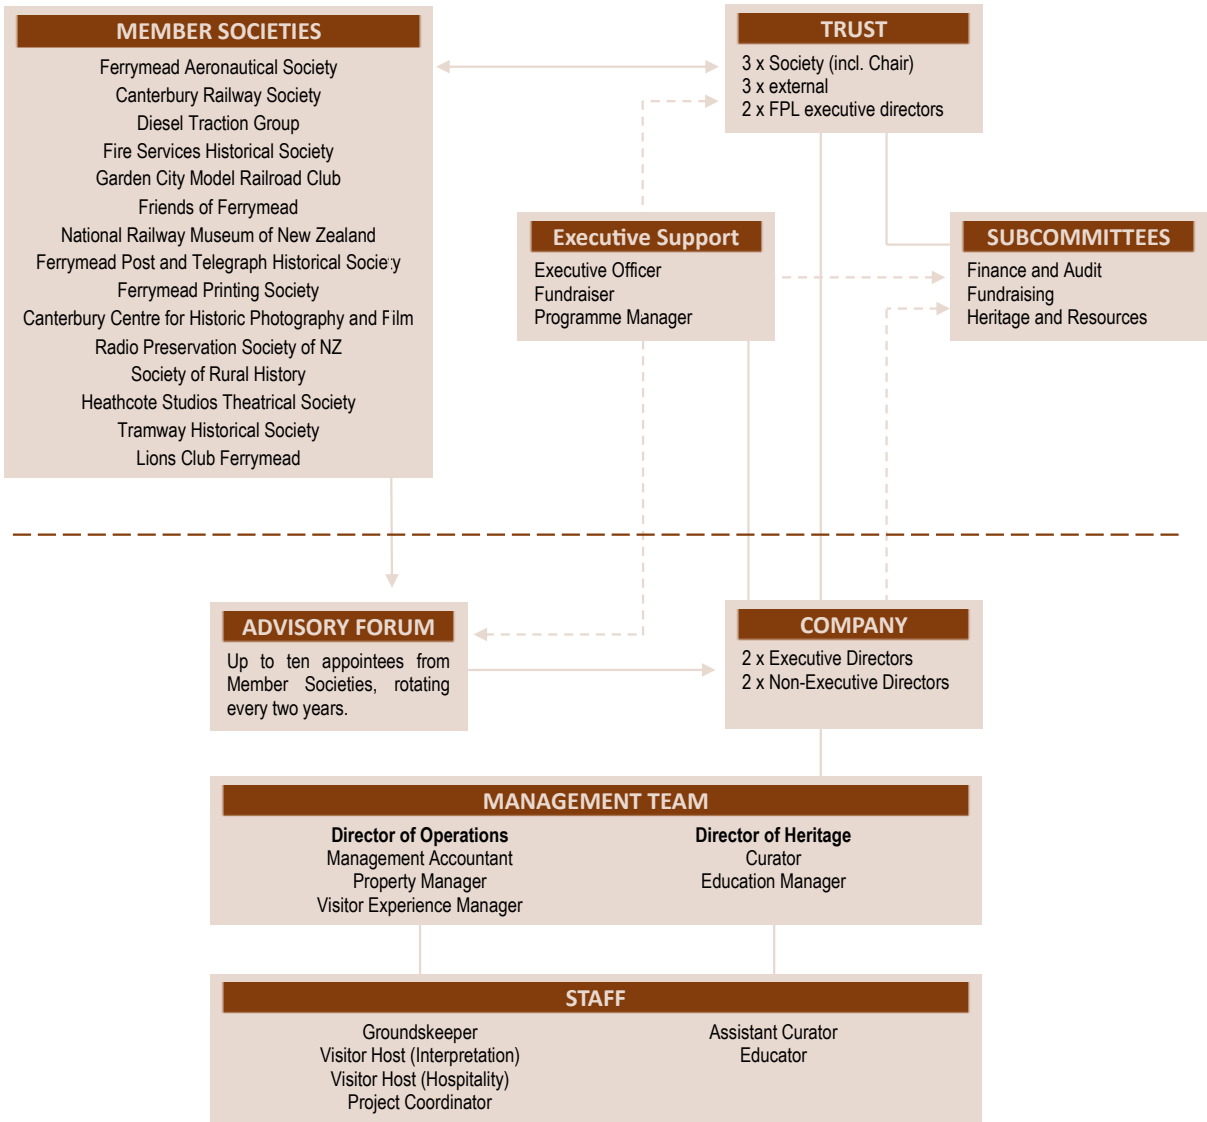 MEMBER SOCIETIES
Ferrymead Aeronautical Society
Canterbury Railway Society
Diesel Traction Group
Fire Services Historical Society
Garden City Model Railroad Club
Friends of Ferrymead
National Railway Museum of New Zealand
Ferrymead Post and Telegraph Historical Society
Ferrymead Printing Society
Canterbury Centre for Historic Photography and Film
Radio Preservation Society of NZ
Society of Rural History
Heathcote Studios Theatrical Society
Tramway Historical Society
Lions Club Ferrymead
TRUST
3 x Society (incl. Chair)
3 x external
2 x FPL executive directors
Executive Support
Executive Officer
Fundraiser
Programme Manager
SUBCOMMITTEES
Finance and Audit
Fundraising
Heritage and Resources
ADVISORY FORUM
Up to ten appointees from
Member Societies, rotating
every two years.
COMPANY
2 x Executive Directors
2 x Non-Executive Directors
MANAGEMENT TEAM
Director of Operations
Management Accountant
Property Manager
Visitor Experience Manager
Director of Heritage
Curator
Education Manager
STAFF
Groundskeeper
Visitor Host (Interpretation)
Visitor Host (Hospitality)
Project Coordinator
Assistant Curator
Educator